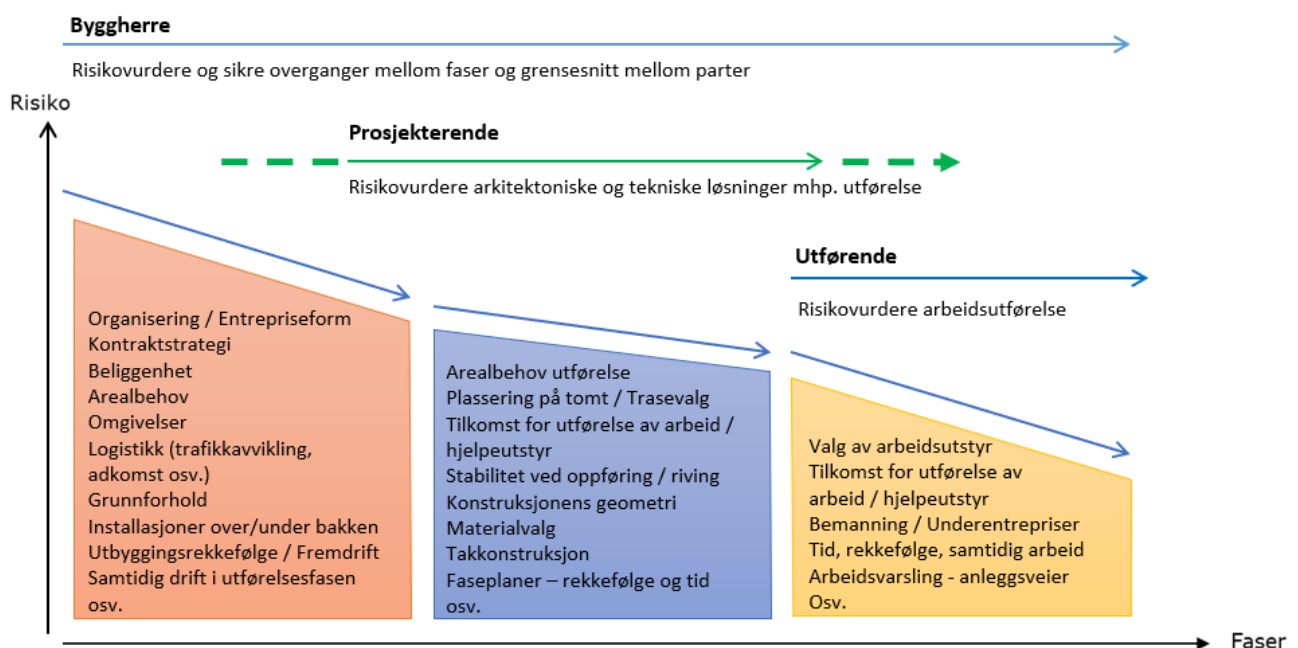 Byggherre
Risikovurdere og sikre overganger mellom faser og grensesnitt mellom parter
Risiko
Prosjekterende
Risikovurdere arkitektoniske og tekniske løsninger mhp. utførelse
Utførende
Risikovurdere arbeidsutførelse
Organisering / Entrepriseform
Kontraktstrategi
Beliggenhet
Arealbehov
Omgivelser
Logistikk (trafikkavvikling,
adkomst osv.)
Grunnforhold
Installasjoner over/under bakken
Utbyggingsrekkefølge / Fremdrift
Samtidig drift i utførelsesfasen
osv.
Arealbehov utførelse
Plassering på tomt / Trasevalg
Tilkomst for utførelse av arbeid /
hjelpeutstyr
Stabilitet ved oppføring / riving
Konstruksjonens geometri
Materialvalg
Takkonstruksjon
Faseplaner – rekkefølge og tid
osv.
Valg av arbeidsutstyr
Tilkomst for utførelse av
arbeid / hjelpeutstyr
Bemanning / Underentrepriser
Tid, rekkefølge, samtidig arbeid
Arbeidsvarsling - anleggsveier
Osv.
Faser